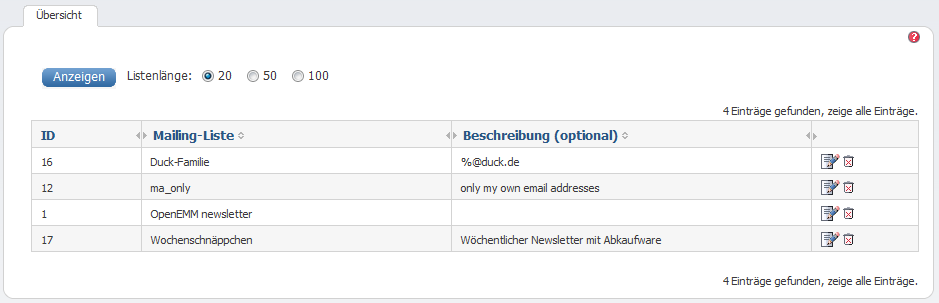 Übersicht
?
Anzeigen Listenlänge: 20 50 100
4 Einträge gefunden, zeige alle Einträge.
ID Mailing-Liste Beschreibung (optional)
16 Duck-Familie %@duck.de
12 ma_only only my own email addresses
1 OpenEMM newsletter
17 Wochenschnäppchen Wöchentlicher Newsletter mit Abkaufware
4 Einträge gefunden, zeige alle Einträge.